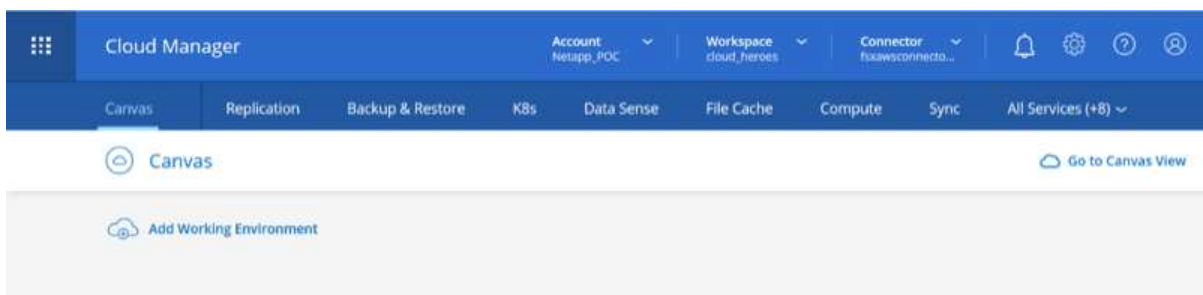 Cloud Manager
Account
Netapp_POC
Workspace
cloud_heroes
Connector
fsxawsconnecto...
Canvas Replication Backup & Restore K8s Data Sense File Cache Compute Sync All Services (+8)
Canvas
Go to Canvas View
Add Working Environment